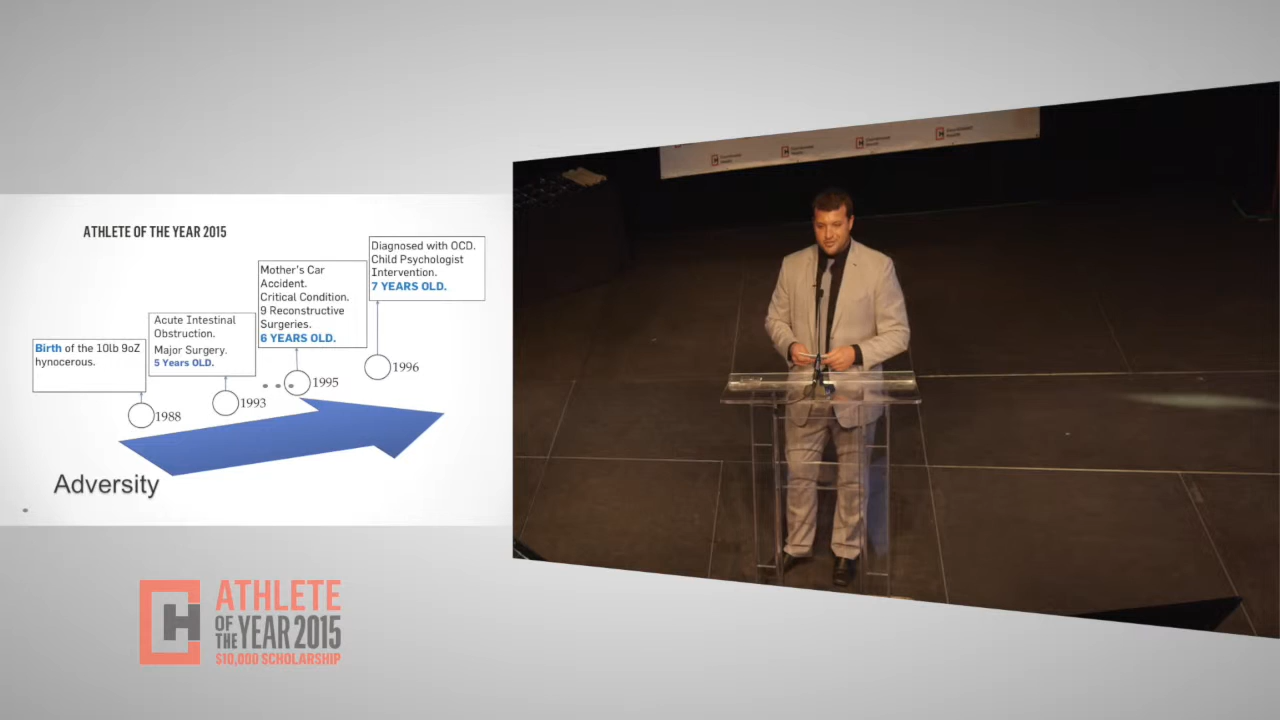 ATHLETE OF THE YEAR 2015
Diagnosed with OCD.
Child Psychologist
Intervention.
7 YEARS OLD.
Mother's Car
Accident.
Critical Condition.
9 Reconstructive
Surgeries.
6 YEARS OLD.
Acute Intestinal
Obstruction.
Major Surgery.
5 Years OLD.
Birth of the 10lb 9oZ
hynocerous.
1996
1995
1993
1988
Adversity
CH
ATHLETE
OF THE YEAR 2015
$10,000 SCHOLARSHIP